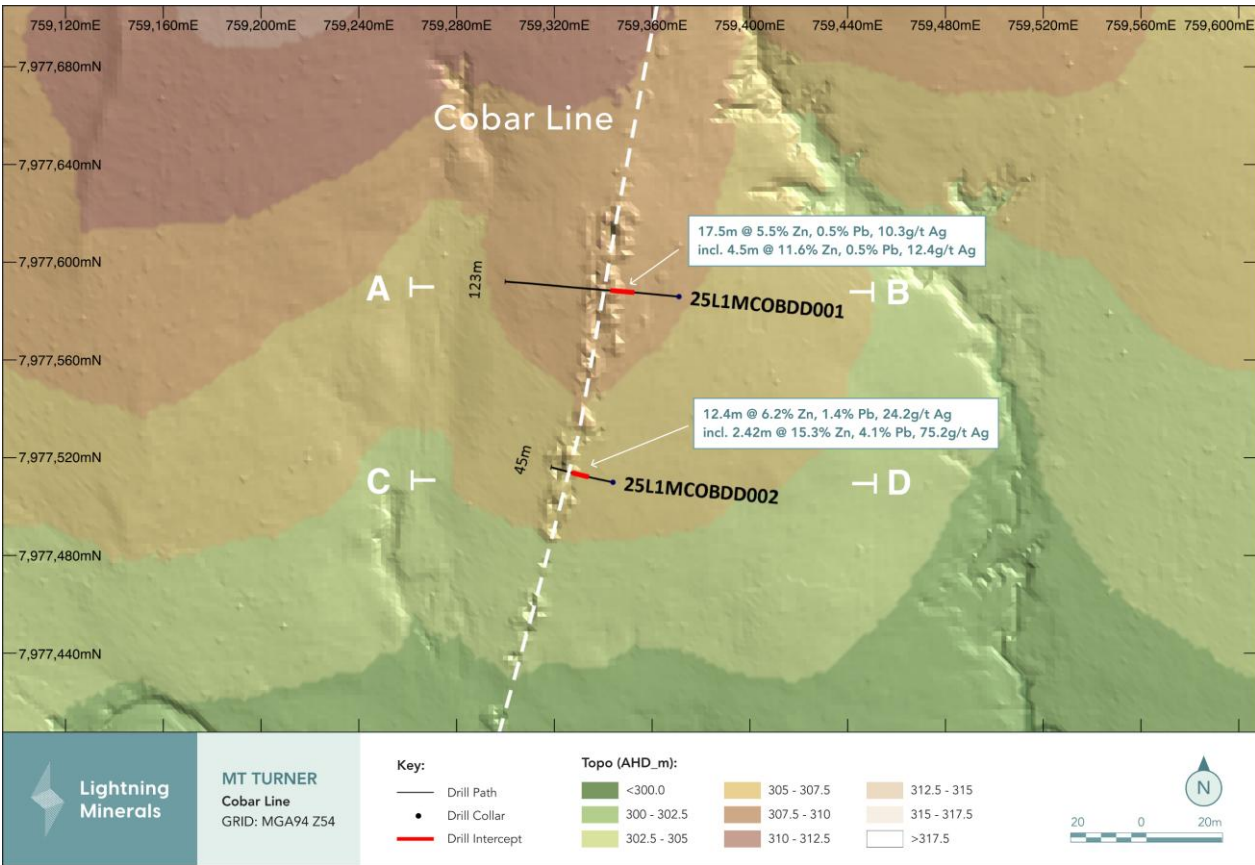 759,120mE 759,160mE 759,200mE 759,240mE 759,280mE 759,320mE 759,360mE 759,400mE 759,440mE 759,480mE 759,520mE 759,560mE 759,600mE
7,977,680mN
Cobar Line
7,977,640mN
17.5m @ 5.5% Zn, 0.5% Pb, 10.3g/t Ag
incl. 4.5m @ 11.6% Zn, 0.5% Pb, 12.4g/t Ag
7,977,600mN
A
123m
25L1MCOBDD001
B
7,977,560mN
12.4m @ 6.2% Zn, 1.4% Pb, 24.2g/t Ag
incl. 2.42m @ 15.3% Zn, 4.1% Pb, 75.2g/t Ag
7,977,520mN
C
45m
25L1MCOBDD002
D
7,977,480mN
7,977,440mN
Lightning
Minerals
MT TURNER
Cobar Line
GRID: MGA94 Z54
Key:
Drill Path
Drill Collar
Drill Intercept
Topo (AHD_m):
<300.0
300 - 302.5
302.5 - 305
305 - 307.5
307.5 - 310
310 - 312.5
312.5 - 315
315 - 317.5
>317.5
N
20 0 20m